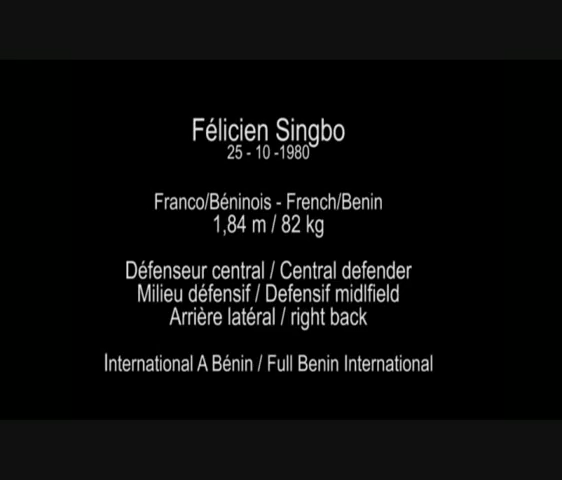 Félicien Singbo
25 - 10 -1980
Franco/Béninois - French/Benin
1,84 m / 82 kg
Défenseur central / Central defender
Milieu défensif / Defensif midlfield
Arrière latéral / right back
International A Bénin / Full Benin International